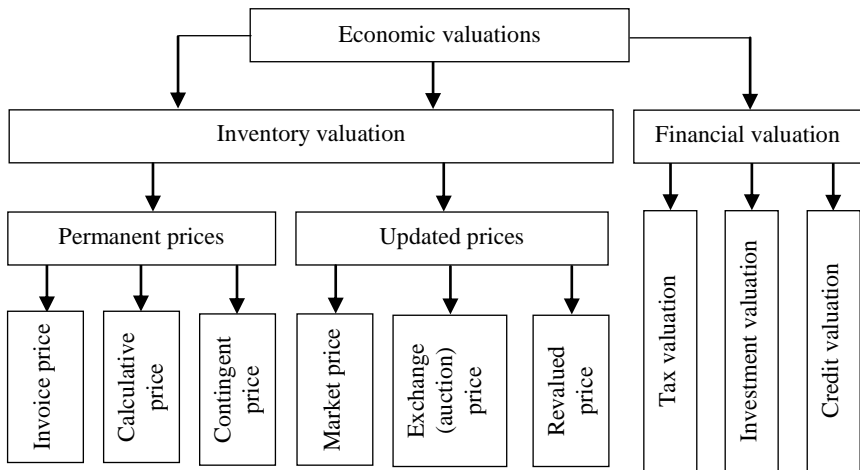 Economic valuations
Inventory valuation
Financial valuation
Permanent prices
Updated prices
Invoice price
Calculative
price
Contingent
price
Market price
Exchange
(auction)
price
Revalued
price
Tax valuation
Investment valuation
Credit valuation